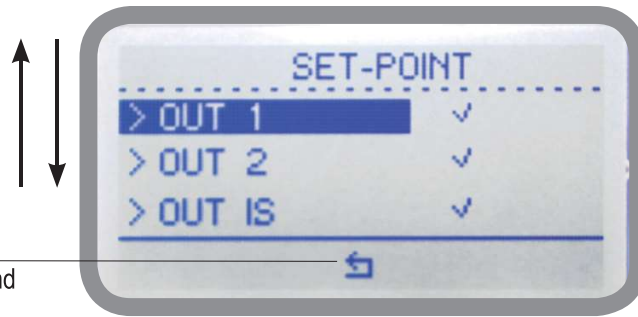 SET-POINT
> OUT 1 ✓
> OUT 2 ✓
> OUT IS ✓
nd